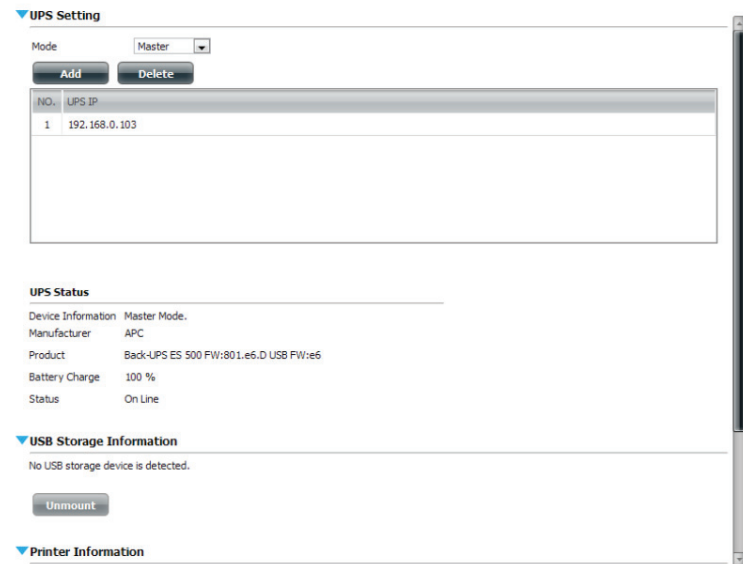 UPS Setting
Mode Master
Add Delete
NO. UPS IP
1 192.168.0.103
UPS Status
Device Information Master Mode.
Manufacturer APC
Product Back-UPS ES 500 FW:801.e6.D USB FW:e6
Battery Charge 100 %
Status On Line
USB Storage Information
No USB storage device is detected.
Unmount
Printer Information